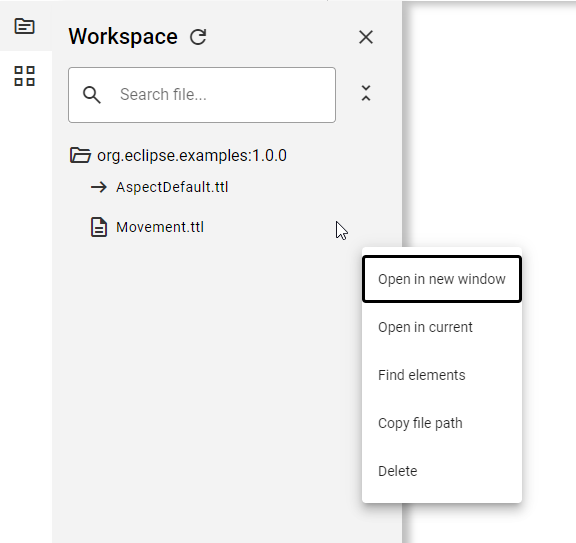 Workspace
Search file...
org.eclipse.examples:1.0.0
AspectDefault.ttl
Movement.ttl
Open in new window
Open in current
Find elements
Copy file path
Delete